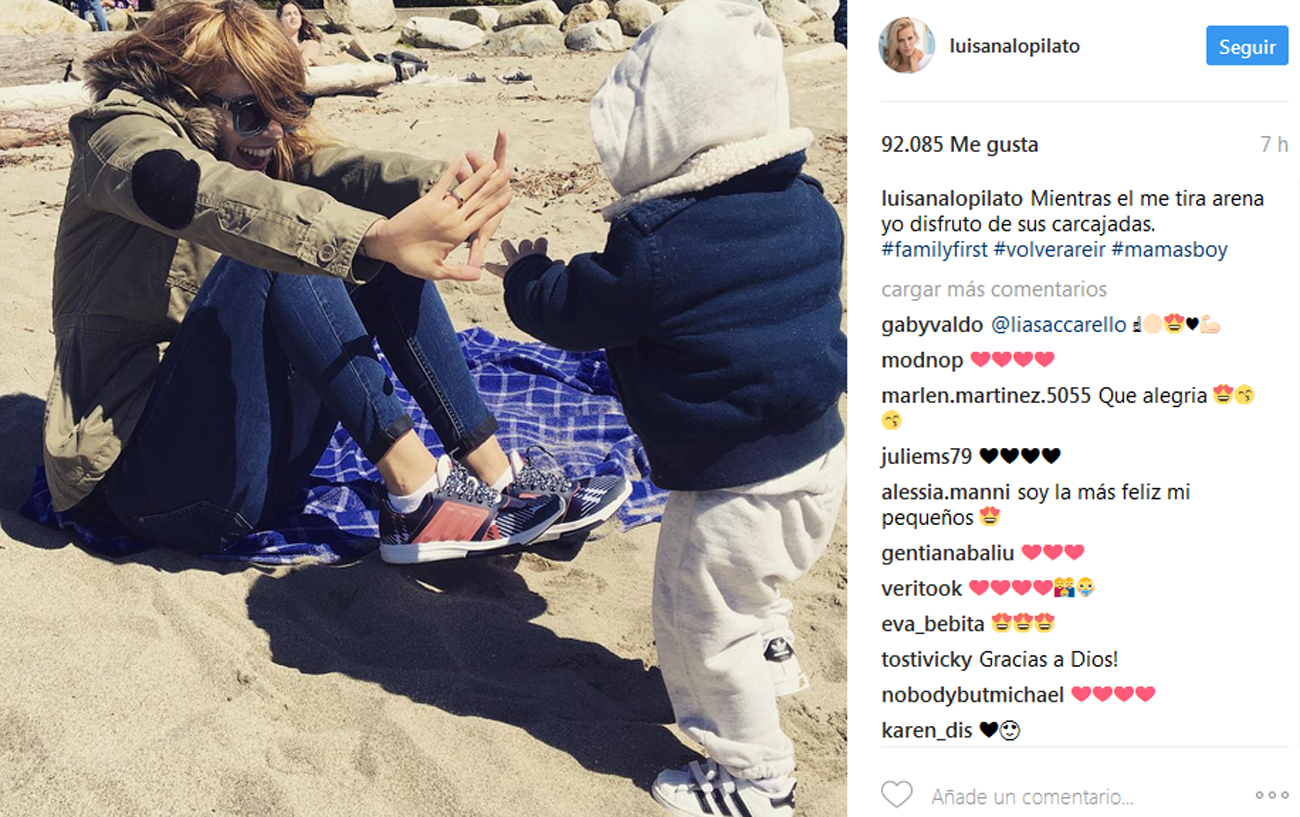 luisanalopilato
Seguir
92.085 Me gusta
7 h
luisanalopilato Mientras el me tira arena
yo disfruto de sus carcajadas.
#familyfirst #volverareir #mamasboy
cargar más comentarios
gabyvaldo @liasaccarello ☝🏻😍♥💪🏻
modnop ❤❤❤❤
marlen.martinez.5055 Que alegria 😍😙
😙
juliems79 ♥♥♥♥
alessia.manni soy la más feliz mi
pequeños 😍
gentianabaliu ❤❤❤
veritook ❤❤❤❤👩‍👦👶
eva_bebita 😍😍😍
tostivicky Gracias a Dios!
nobodybutmichael ❤❤❤❤
karen_dis ♥😍
Añade un comentario...